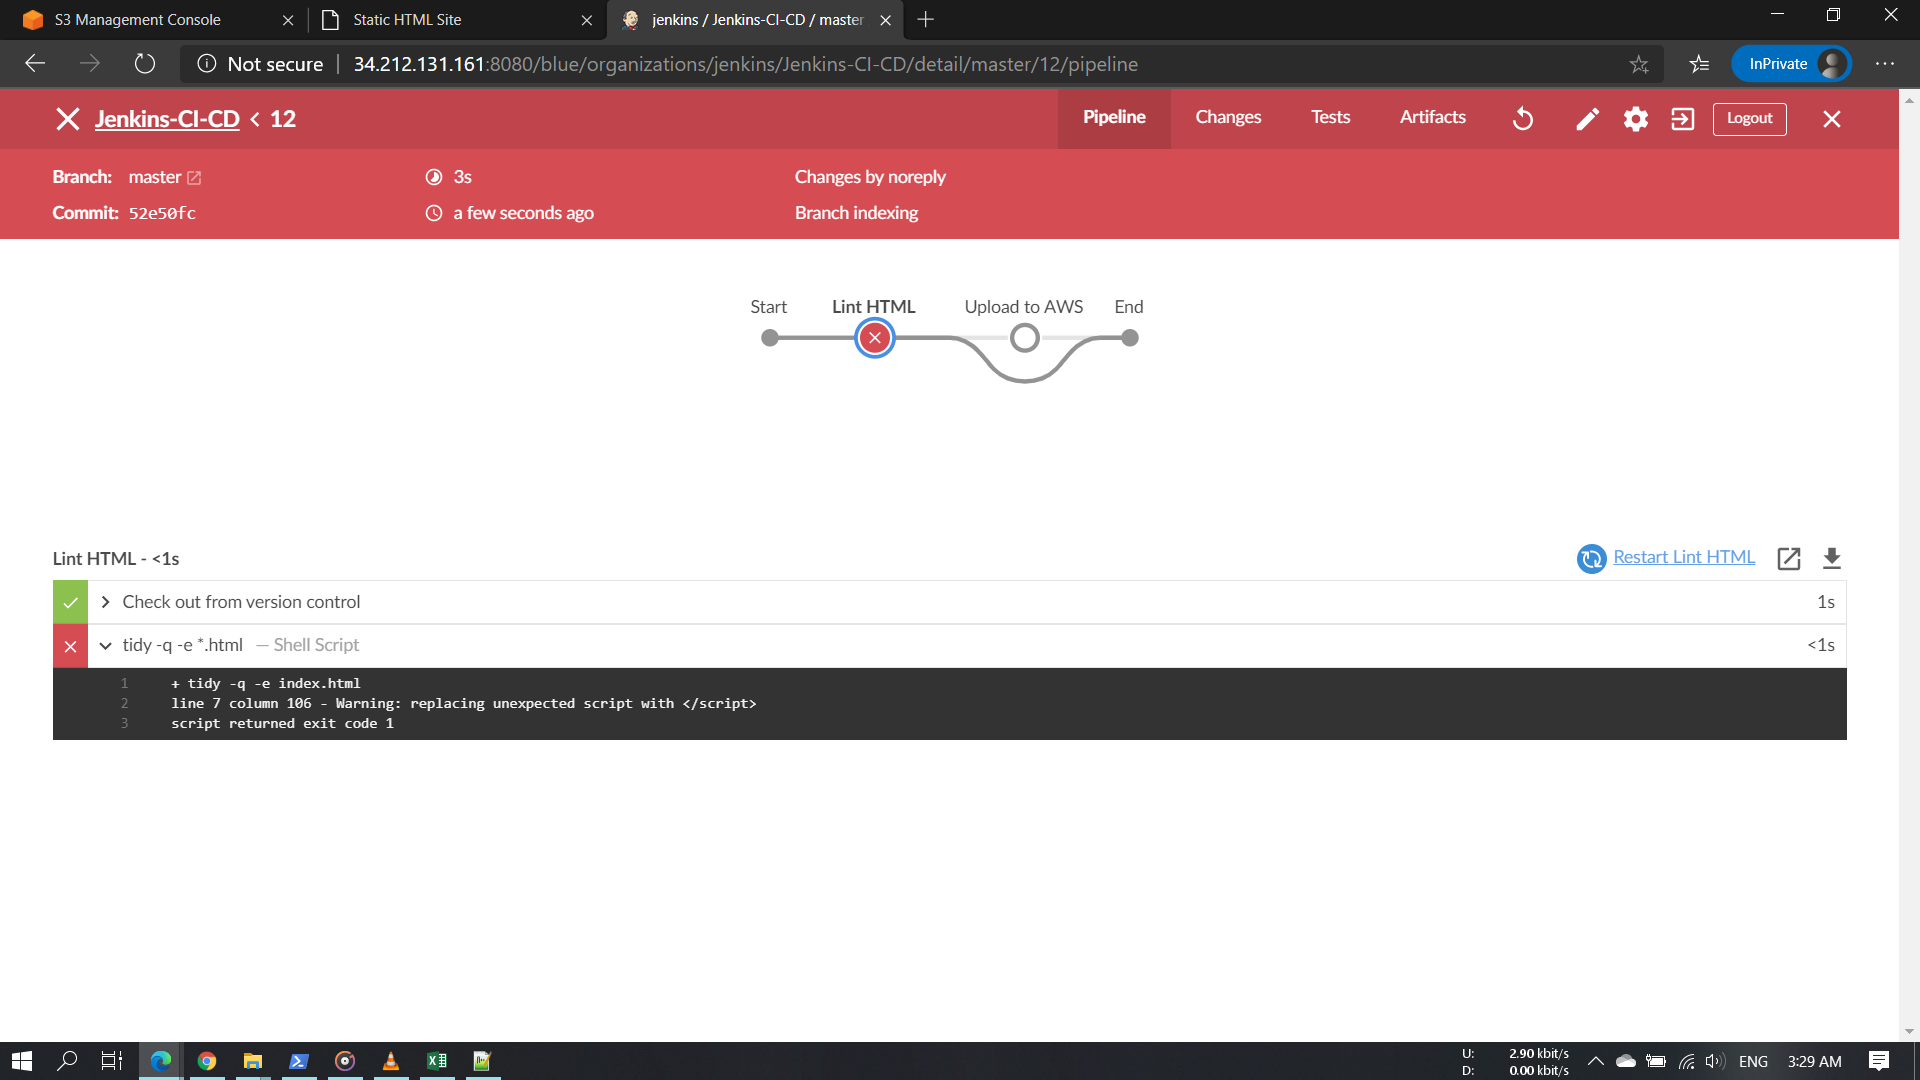 S3 Management Console
Static HTML Site
jenkins / Jenkins-CI-CD / master
Not secure
34.212.131.161:8080/blue/organizations/jenkins/Jenkins-CI-CD/detail/master/12/pipeline
InPrivate
Jenkins-CI-CD < 12
Pipeline
Changes
Tests
Artifacts
Logout
Branch: master
3s
Changes by noreply
Commit: 52e50fc
a few seconds ago
Branch indexing
Start
Lint HTML
Upload to AWS
End
Lint HTML - <1s
Restart Lint HTML
Check out from version control
1s
tidy -q -e *.html — Shell Script
<1s
1 + tidy -q -e index.html
2 line 7 column 106 - Warning: replacing unexpected script with </script>
3 script returned exit code 1
U: 2.90 kbit/s
D: 0.00 kbit/s
ENG
3:29 AM